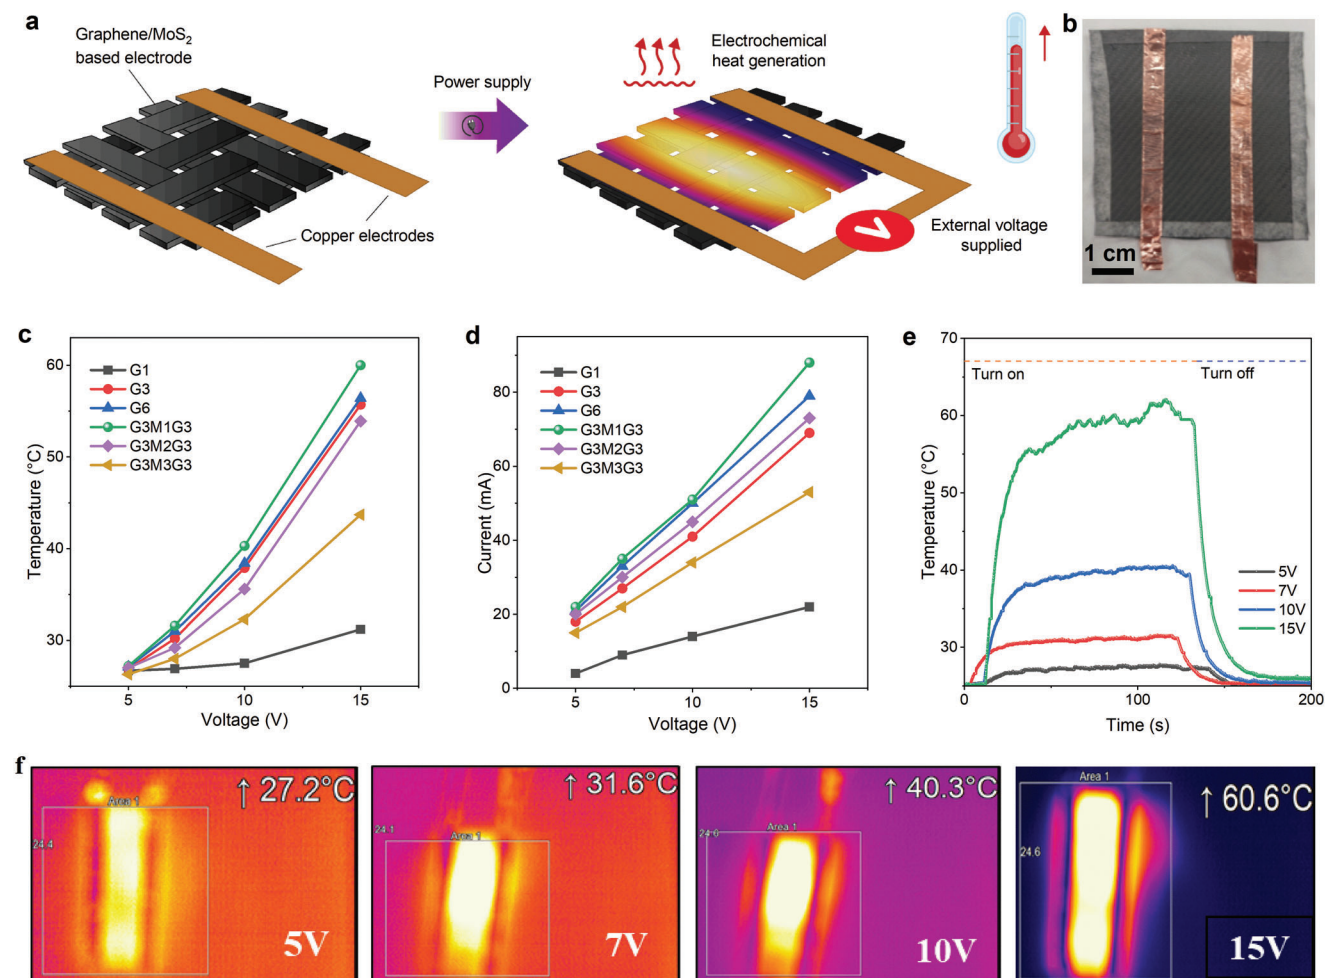 a
Graphene/MoS2
based electrode
Copper electrodes
Power supply
Electrochemical
heat generation
External voltage
supplied
b
1 cm
c
Temperature (°C)
60
50
40
30
5
10
15
Voltage (V)
G1
G3
G6
G3M1G3
G3M2G3
G3M3G3
d
Current (mA)
80
60
40
20
0
5
10
15
Voltage (V)
G1
G3
G6
G3M1G3
G3M2G3
G3M3G3
e
Temperature (°C)
70
60
50
40
30
0
100
200
Time (s)
Turn on
Turn off
5V
7V
10V
15V
f
↑ 27.2°C
Area 1
24.4
5V
↑ 31.6°C
Area 1
24.1
7V
↑ 40.3°C
Area 1
24.6
10V
↑ 60.6°C
Area 1
24.6
15V